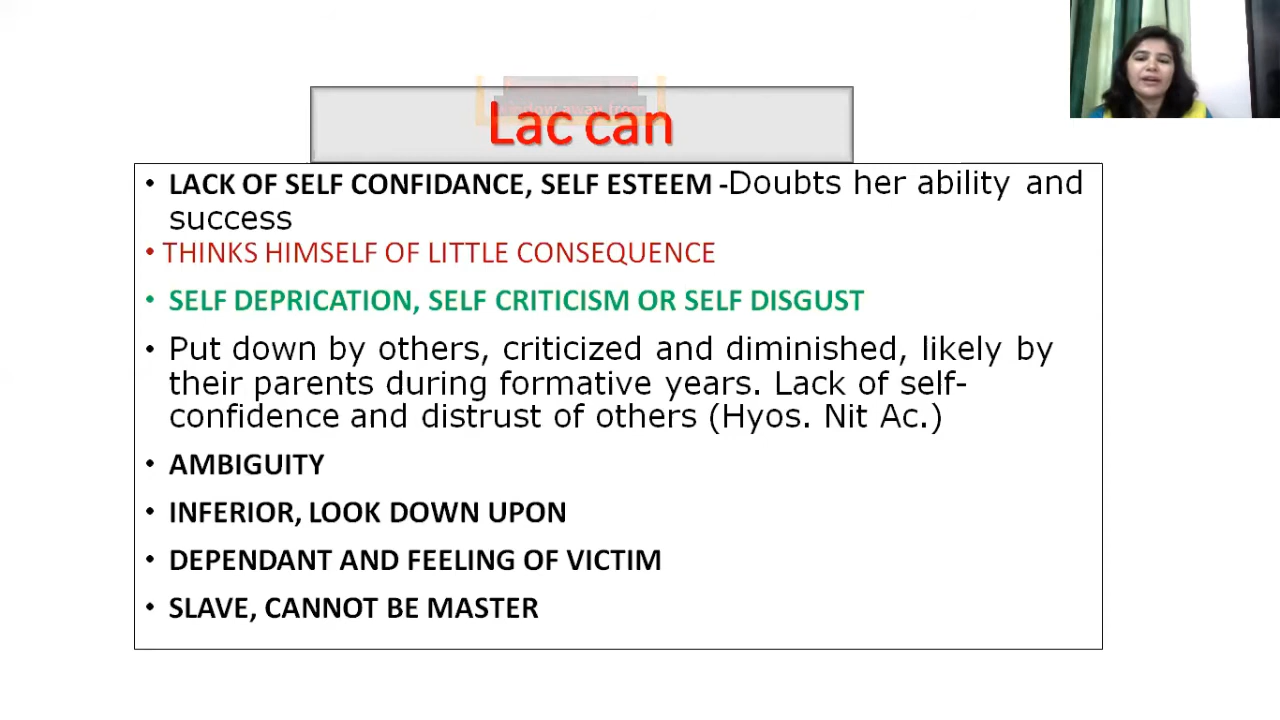 ndow away from
Lac can
• LACK OF SELF CONFIDANCE, SELF ESTEEM -Doubts her ability and
success
• THINKS HIMSELF OF LITTLE CONSEQUENCE
• SELF DEPRICATION, SELF CRITICISM OR SELF DISGUST
• Put down by others, criticized and diminished, likely by
their parents during formative years. Lack of self-
confidence and distrust of others (Hyos. Nit Ac.)
• AMBIGUITY
• INFERIOR, LOOK DOWN UPON
• DEPENDANT AND FEELING OF VICTIM
• SLAVE, CANNOT BE MASTER